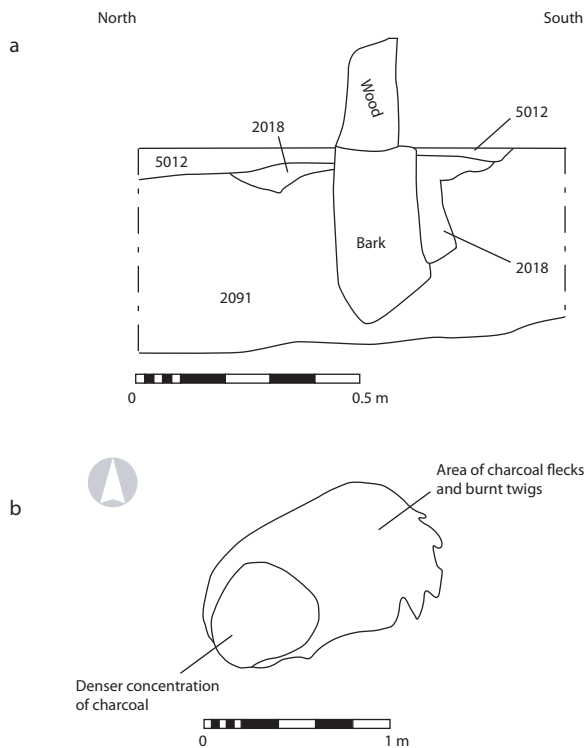 North
South
a
Wood
5012
2018
5012
Bark
2018
2091
0
0.5 m
b
Area of charcoal flecks
and burnt twigs
Denser concentration
of charcoal
0
1 m